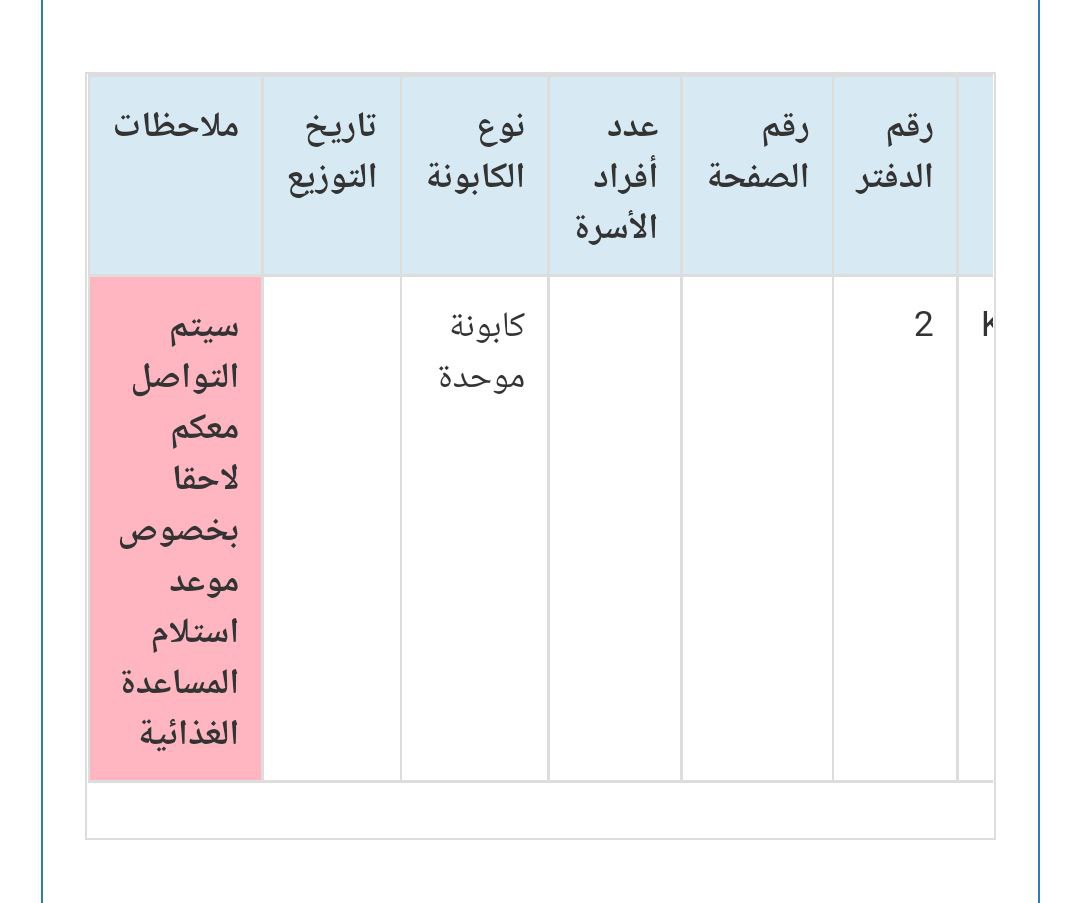 رقم الدفتر
رقم الصفحة
عدد أفراد الأسرة
نوع الكابونة
تاريخ التوزيع
ملاحظات
2
كابونة
موحدة
سيتم
التواصل
معكم
لاحقا
بخصوص
موعد
استلام
المساعدة
الغذائية